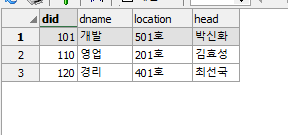 did dname location head
1 101 개발 501호 박신화
2 110 영업 201호 김효성
3 120 경리 401호 최선국